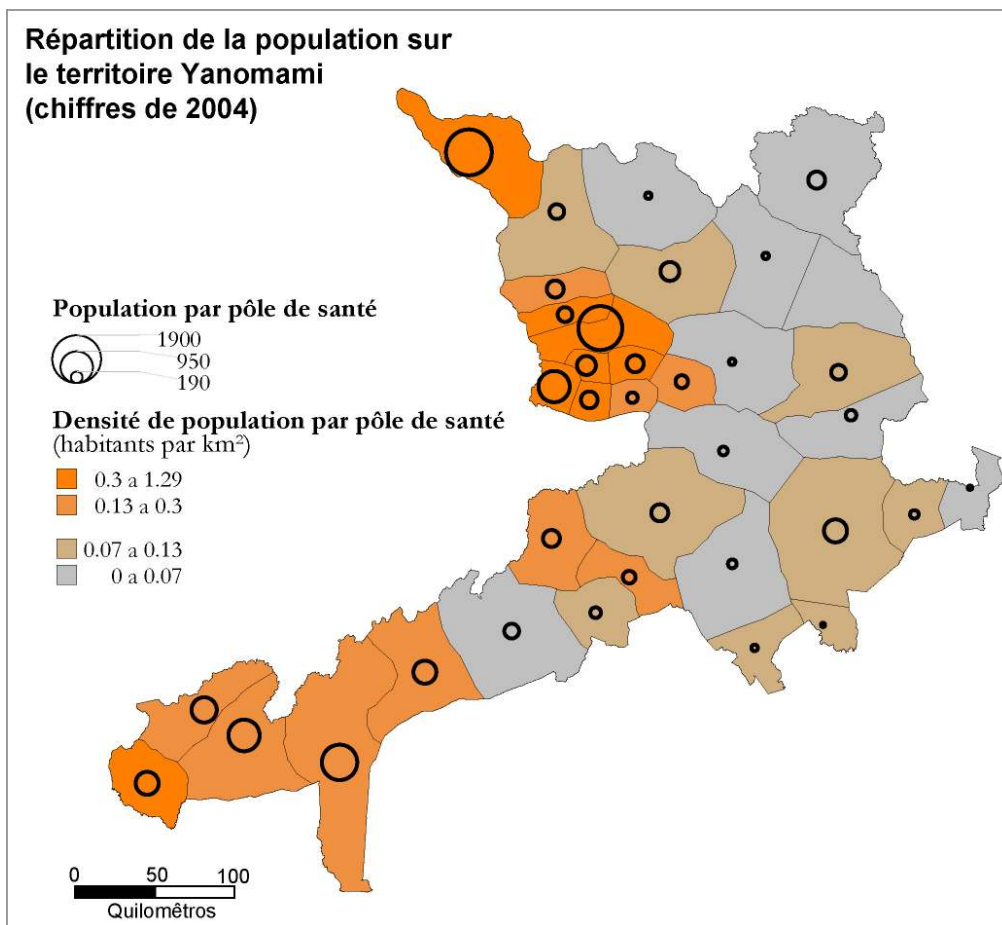 Répartition de la population sur
le territoire Yanomami
(chiffres de 2004)
Population par pôle de santé
1900
950
190
Densité de population par pôle de santé
(habitants par km²)
0.3 a 1.29
0.13 a 0.3
0.07 a 0.13
0 a 0.07
0 50 100
Quilomêtros